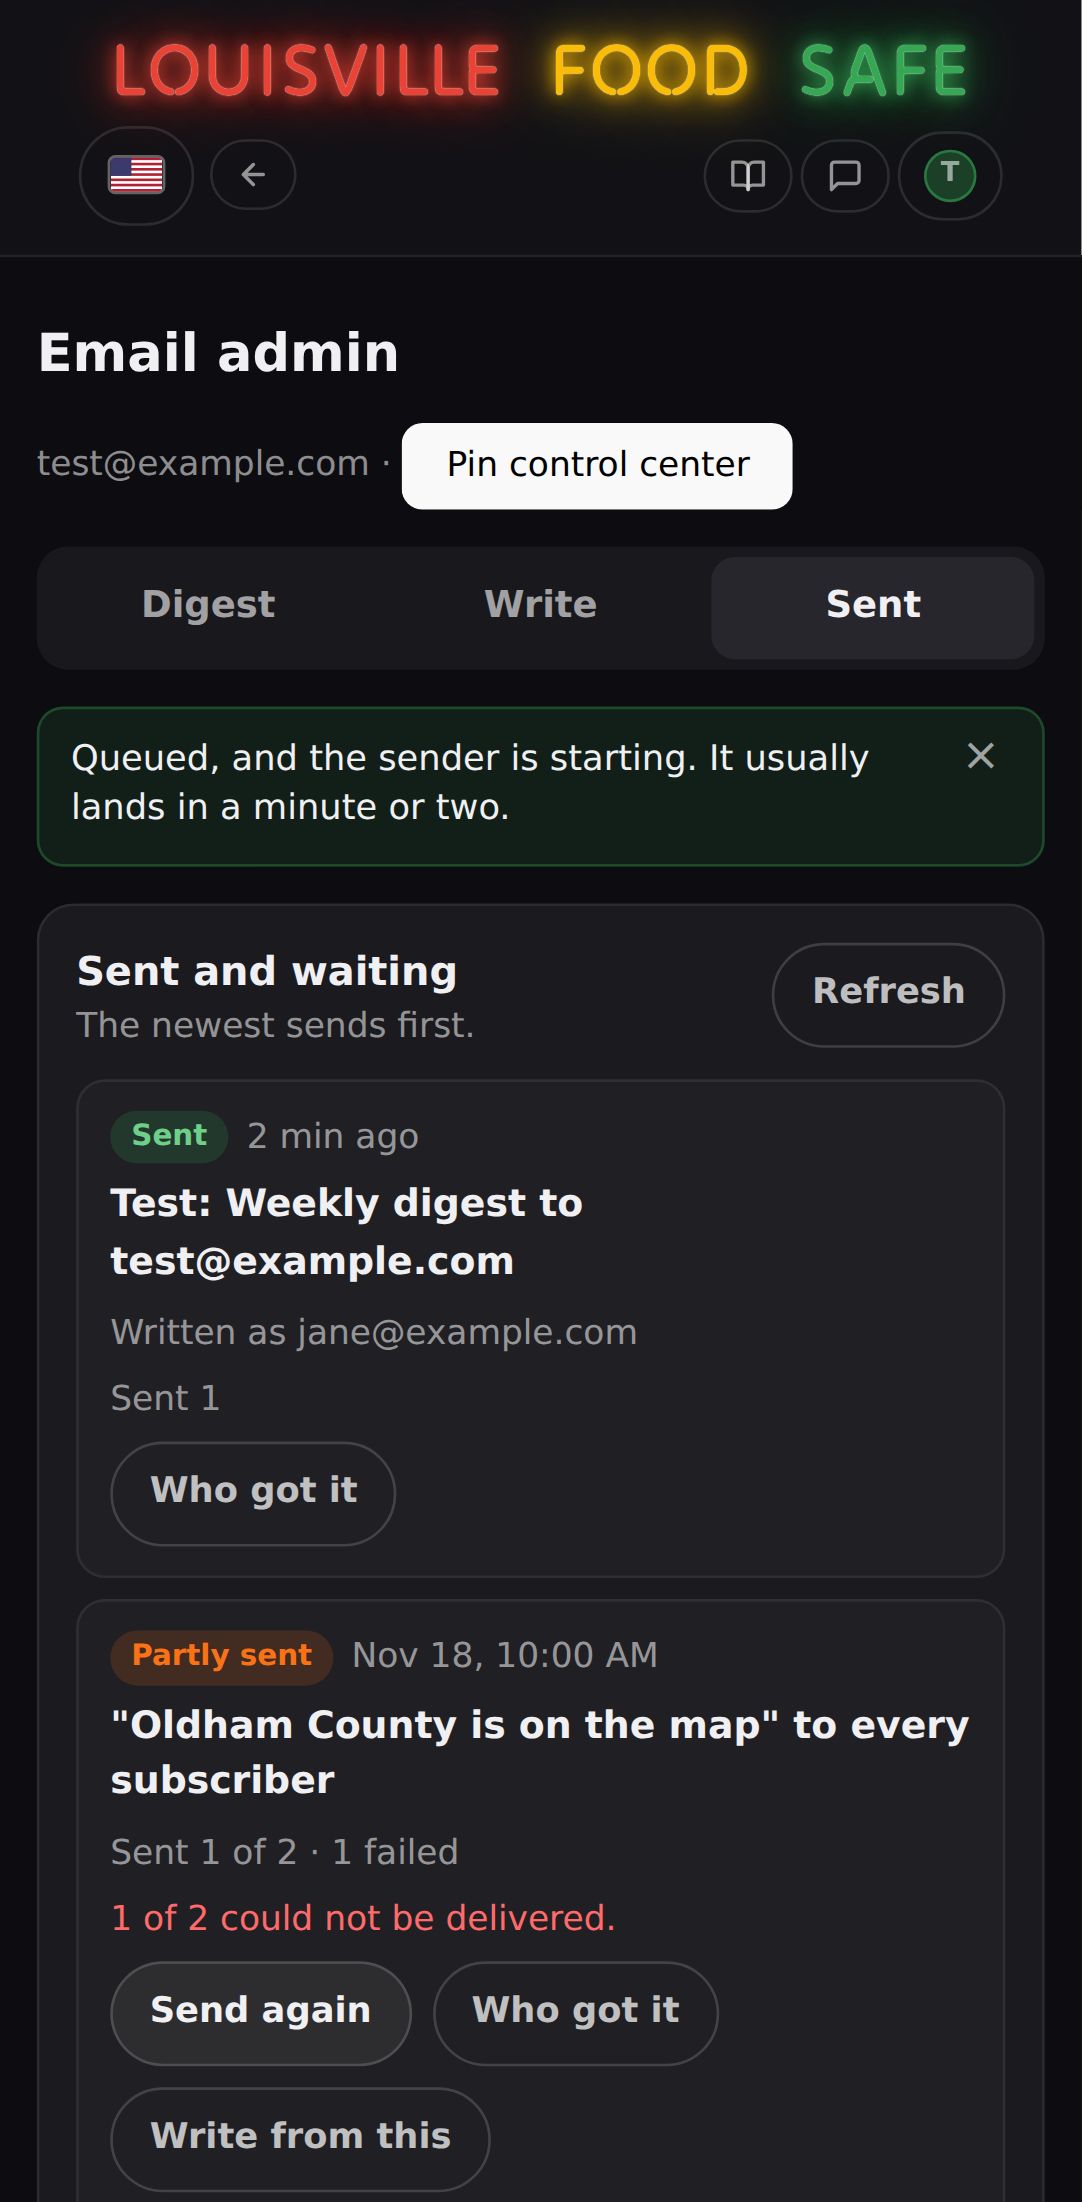 LOUISVILLE FOOD SAFE
T
Email admin
test@example.com · Pin control center
Digest Write Sent
Queued, and the sender is starting. It usually
lands in a minute or two.
Sent and waiting
Refresh
The newest sends first.
Sent 2 min ago
Test: Weekly digest to
test@example.com
Written as jane@example.com
Sent 1
Who got it
Partly sent Nov 18, 10:00 AM
"Oldham County is on the map" to every
subscriber
Sent 1 of 2 · 1 failed
1 of 2 could not be delivered.
Send again Who got it
Write from this